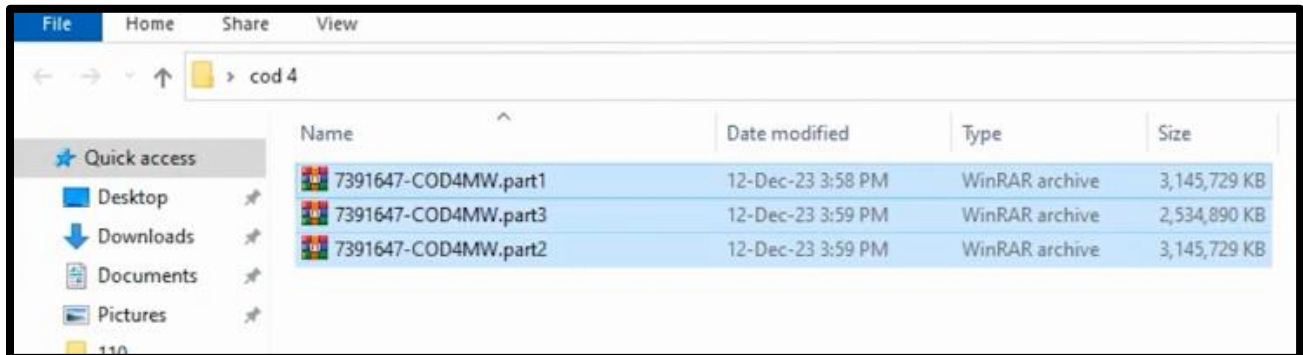 File Home Share View
cod 4
Name Date modified Type Size
Quick access
7391647-COD4MW.part1 12-Dec-23 3:58 PM WinRAR archive 3,145,729 KB
Desktop
7391647-COD4MW.part3 12-Dec-23 3:59 PM WinRAR archive 2,534,890 KB
Downloads
7391647-COD4MW.part2 12-Dec-23 3:59 PM WinRAR archive 3,145,729 KB
Documents
Pictures
110